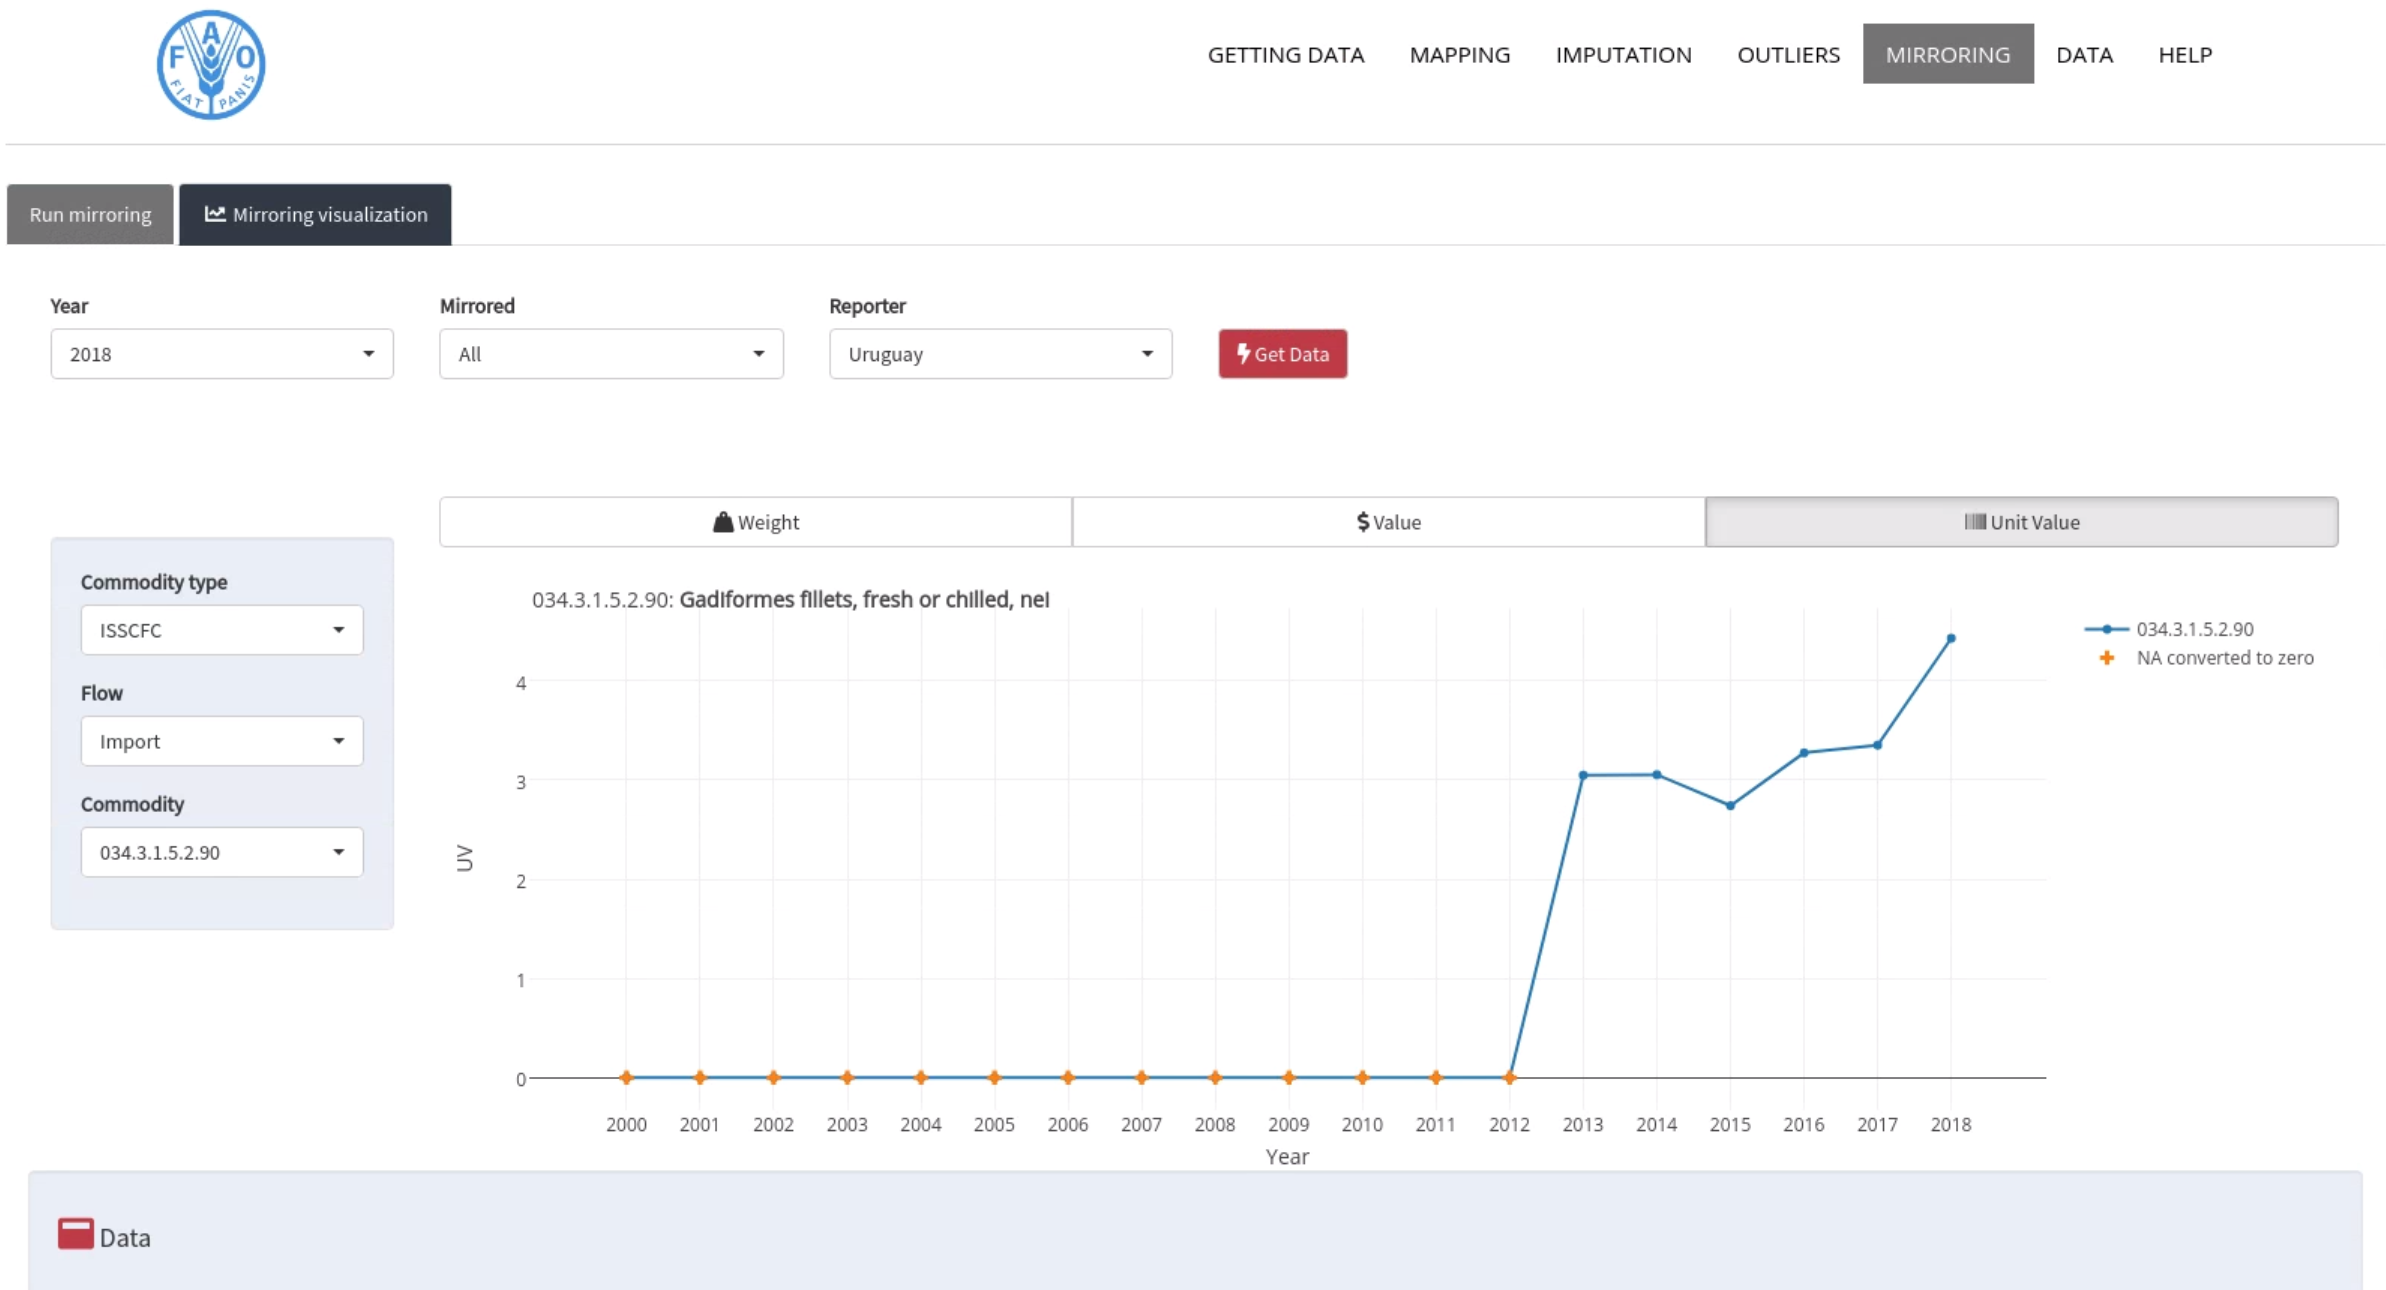 FAO
FIAT PANIS
GETTING DATA MAPPING IMPUTATION OUTLIERS MIRRORING DATA HELP
Run mirroring Mirroring visualization
Year Mirrored Reporter
2018 All Uruguay Get Data
Weight $ Value Unit Value
Commodity type
ISSCFC
Flow
Import
Commodity
034.3.1.5.2.90
034.3.1.5.2.90: Gadiformes fillets, fresh or chilled, nei
034.3.1.5.2.90
NA converted to zero
4
3
2
1
0
UV
2000 2001 2002 2003 2004 2005 2006 2007 2008 2009 2010 2011 2012 2013 2014 2015 2016 2017 2018
Year
Data